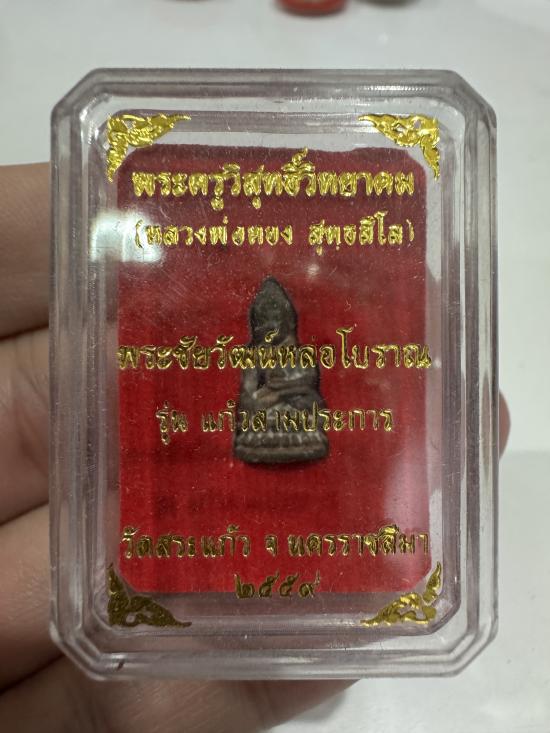 พระครูวิสุทธิ์วิทยาคม
(หลวงพ่อทอง สุทธสีโล)
พระชัยวัฒน์หล่อโบราณ
รุ่น แก้วสามประการ
วัดสระแก้ว จ นครราชสีมา
๒๕๕๙